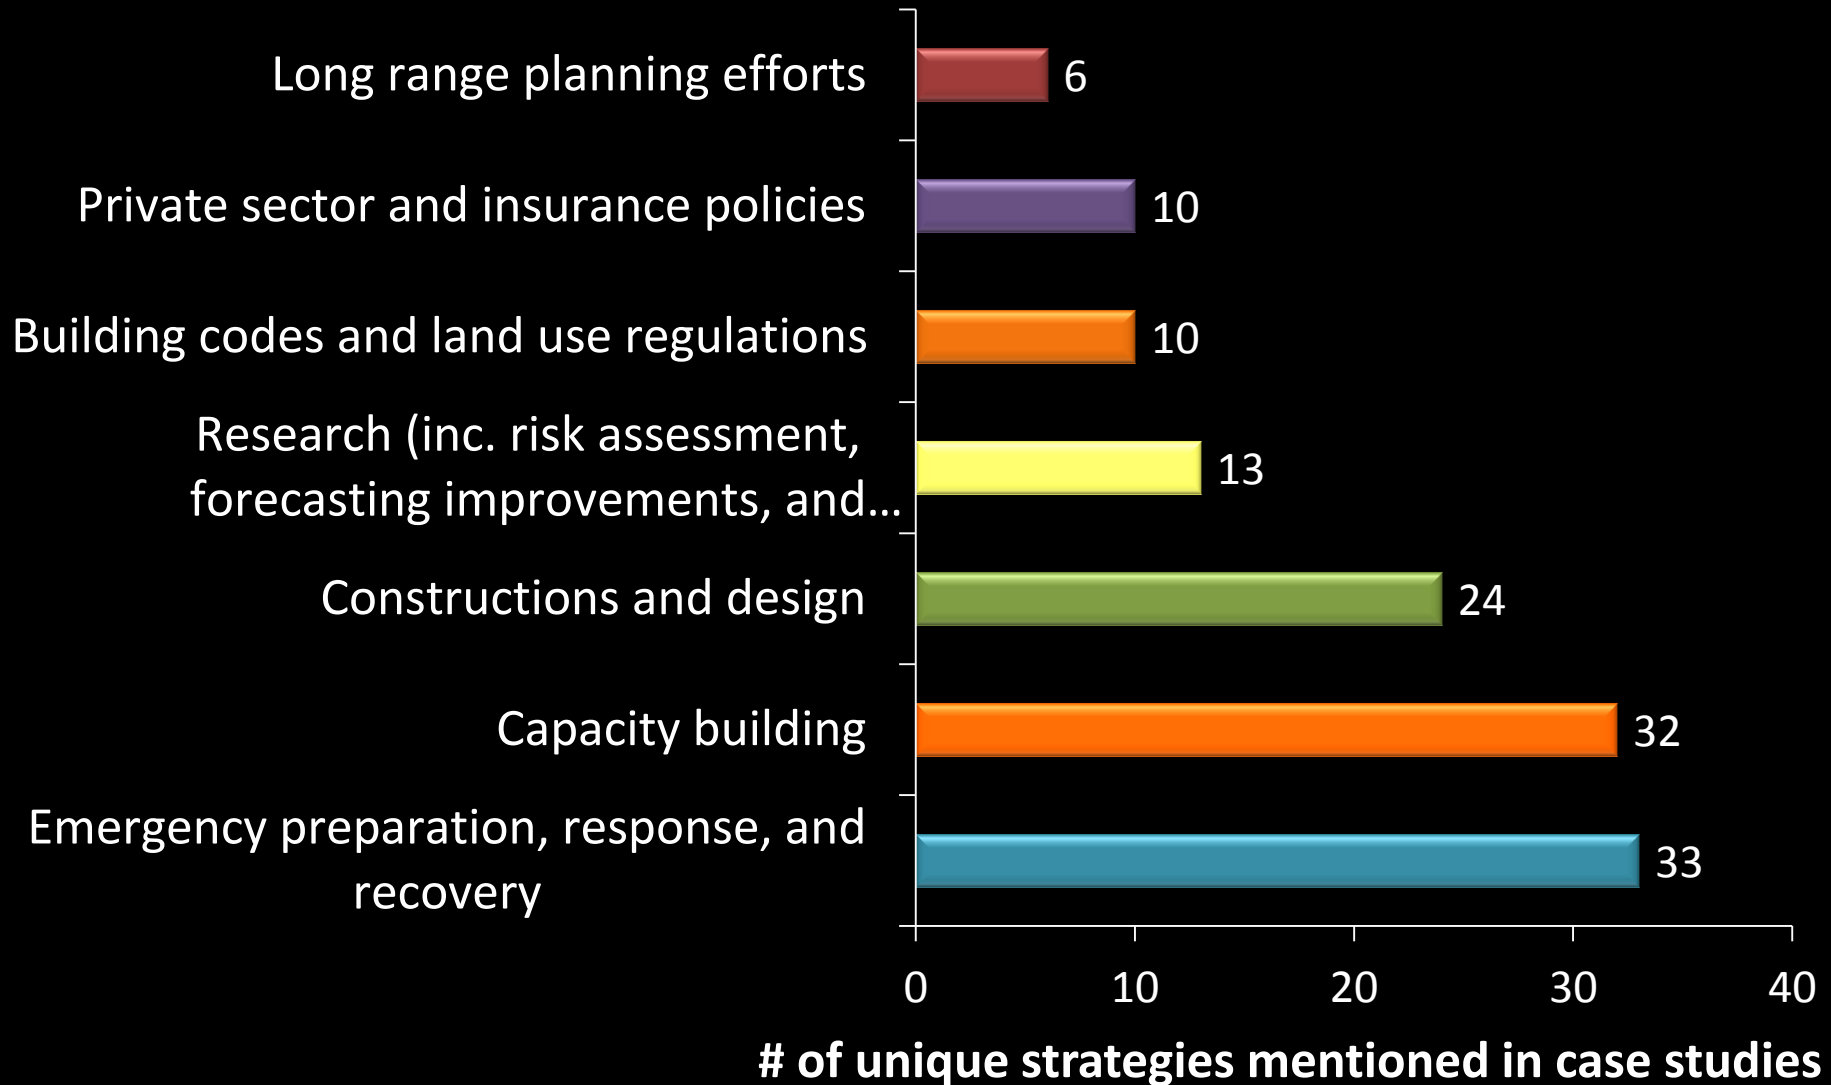 Long range planning efforts
6
Private sector and insurance policies
10
Building codes and land use regulations
10
Research (inc. risk assessment,
forecasting improvements, and...
13
Constructions and design
24
Capacity building
32
Emergency preparation, response, and
recovery
33
0 10 20 30 40
# of unique strategies mentioned in case studies